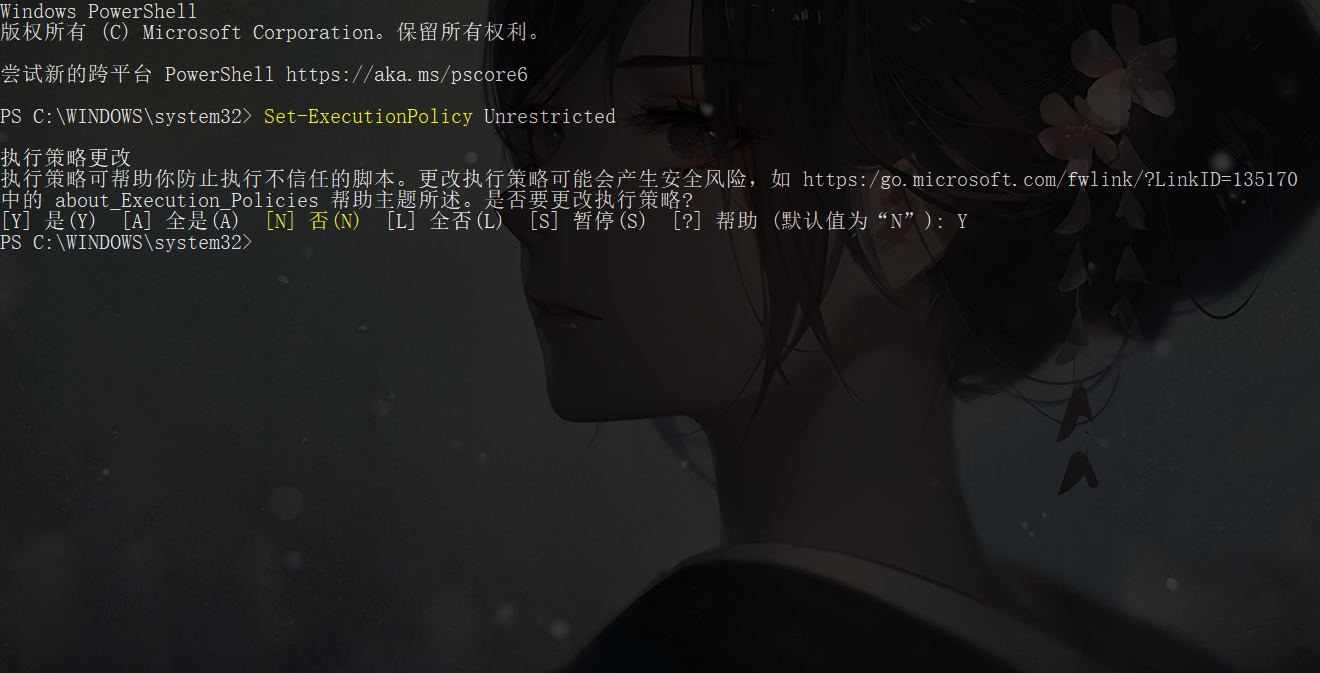 Windows PowerShell
版权所有 (C) Microsoft Corporation。保留所有权利。
尝试新的跨平台 PowerShell https://aka.ms/pscore6
PS C:\WINDOWS\system32> Set-ExecutionPolicy Unrestricted
执行策略更改
执行策略可帮助你防止执行不信任的脚本。更改执行策略可能会产生安全风险，如 https:/go.microsoft.com/fwlink/?LinkID=135170
中的 about_Execution_Policies 帮助主题所述。是否要更改执行策略?
[Y] 是(Y)  [A] 全是(A)  [N] 否(N)  [L] 全否(L)  [S] 暂停(S)  [?] 帮助 (默认值为“N”): Y
PS C:\WINDOWS\system32>